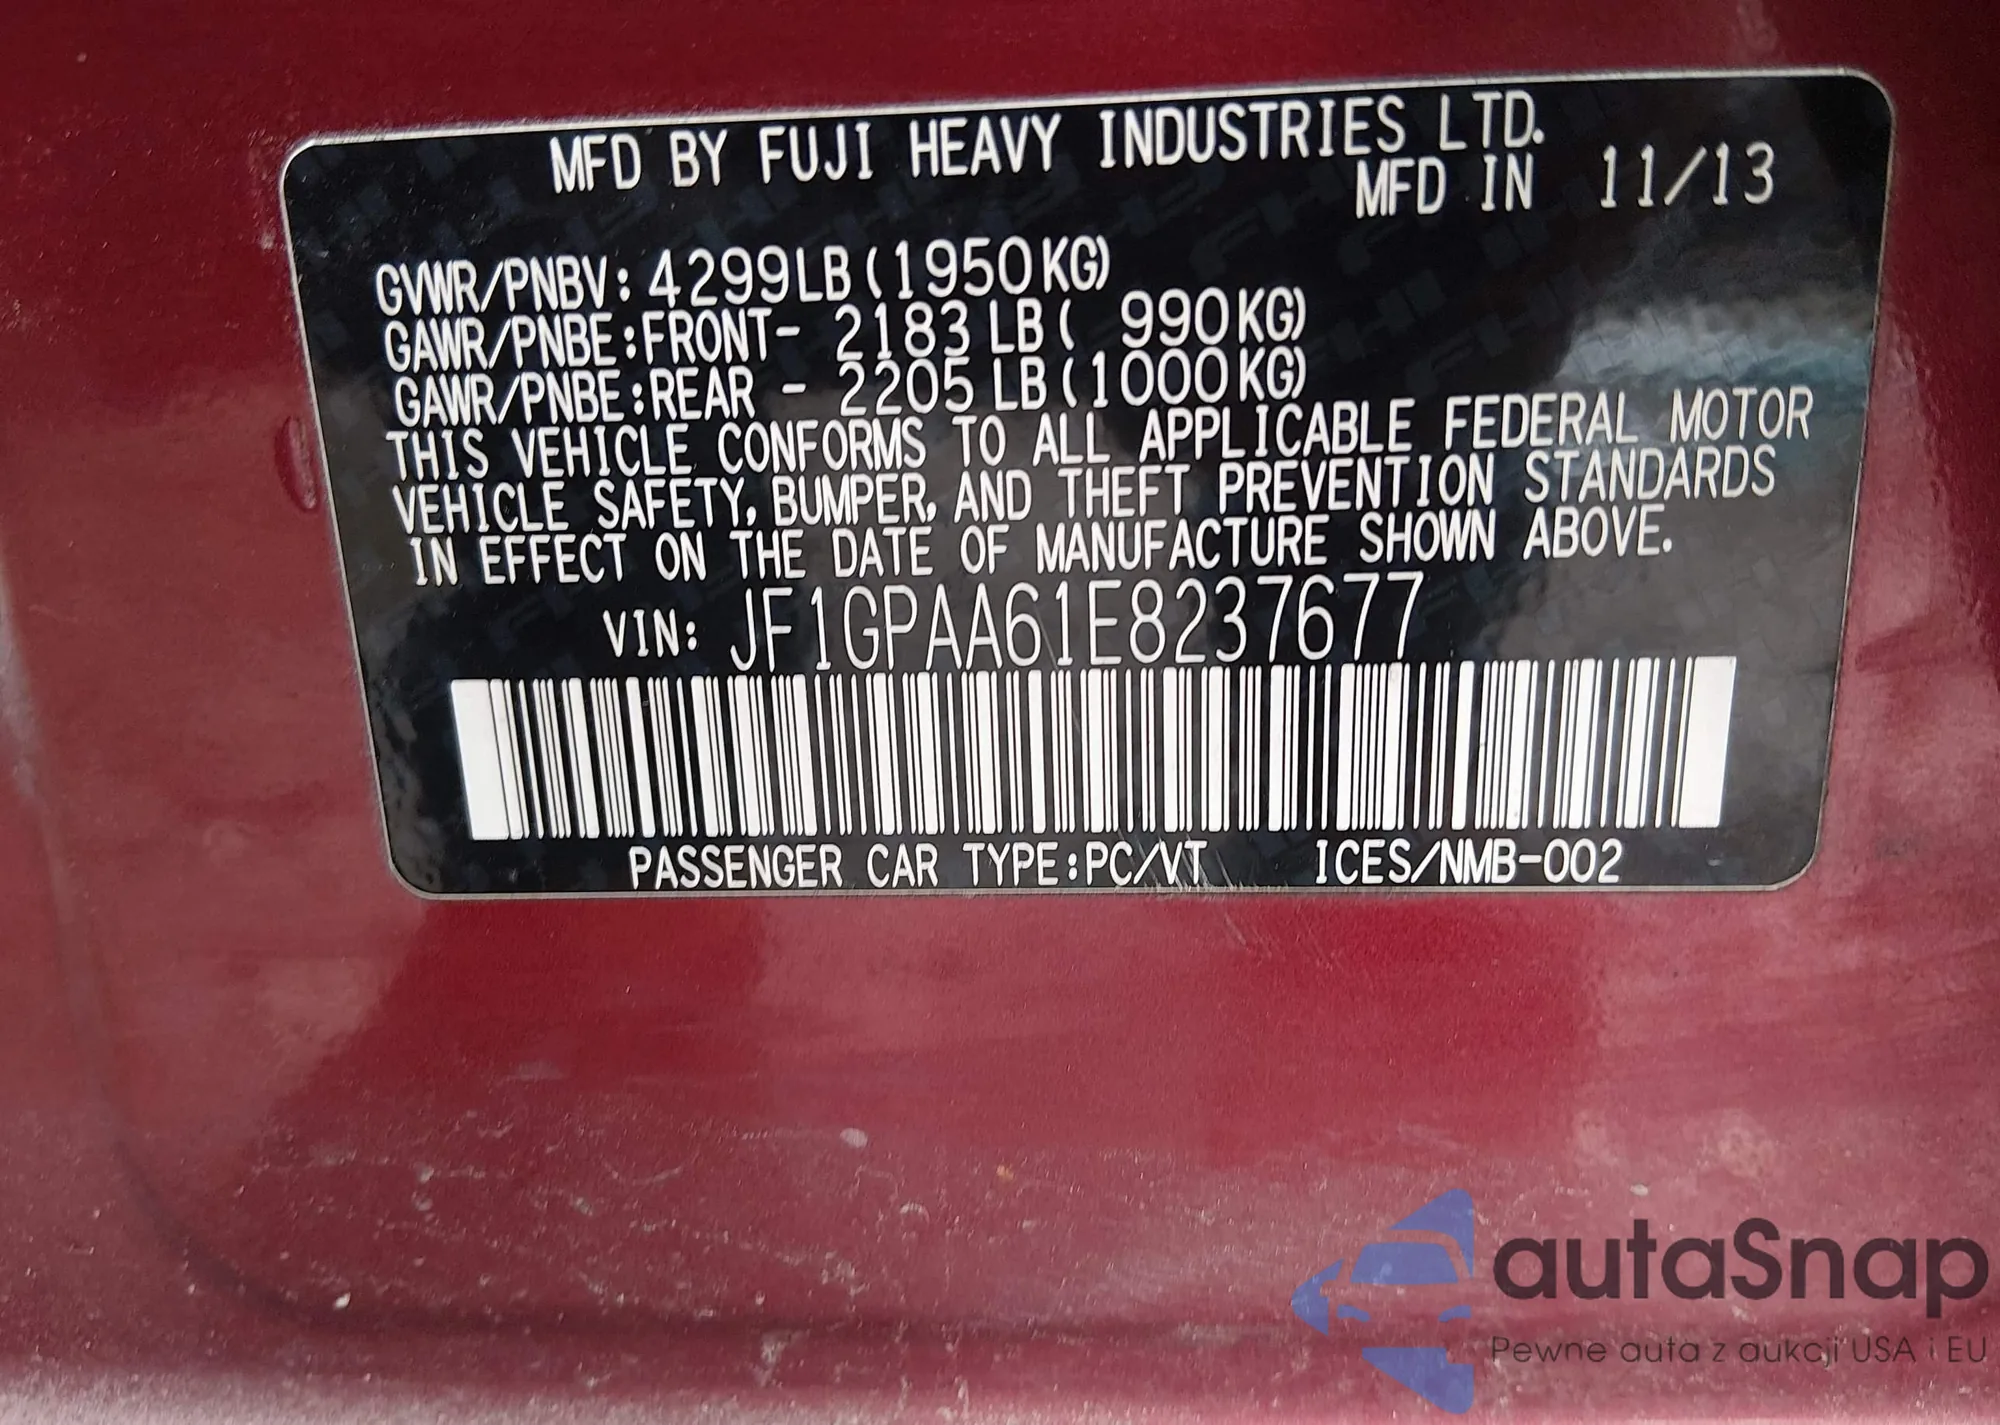 MFD BY FUJI HEAVY INDUSTRIES LTD.
MFD IN 11/13
GVWR/PNBV: 4299LB (1950KG)
GAWR/PNBE:FRONT- 2183 LB ( 990KG)
GAWR/PNBE:REAR - 2205 LB (1000KG)
THIS VEHICLE CONFORMS TO ALL APPLICABLE FEDERAL MOTOR
VEHICLE SAFETY, BUMPER, AND THEFT PREVENTION STANDARDS
IN EFFECT ON THE DATE OF MANUFACTURE SHOWN ABOVE.
VIN: JF1GPAA61E8237677
PASSENGER CAR TYPE:PC/VT ICES/NMB-002
autaSnap
Pewne auta z aukcji USA i EU